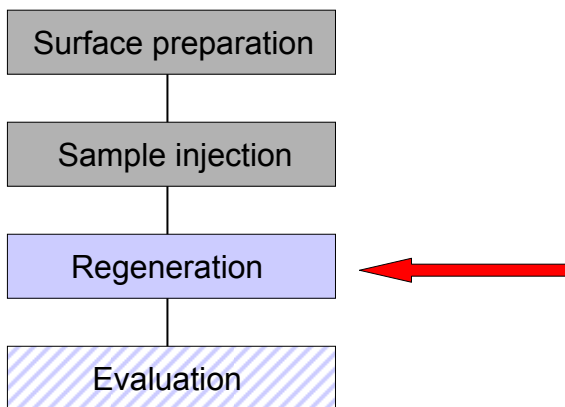 Surface preparation
Sample injection
Regeneration
Evaluation